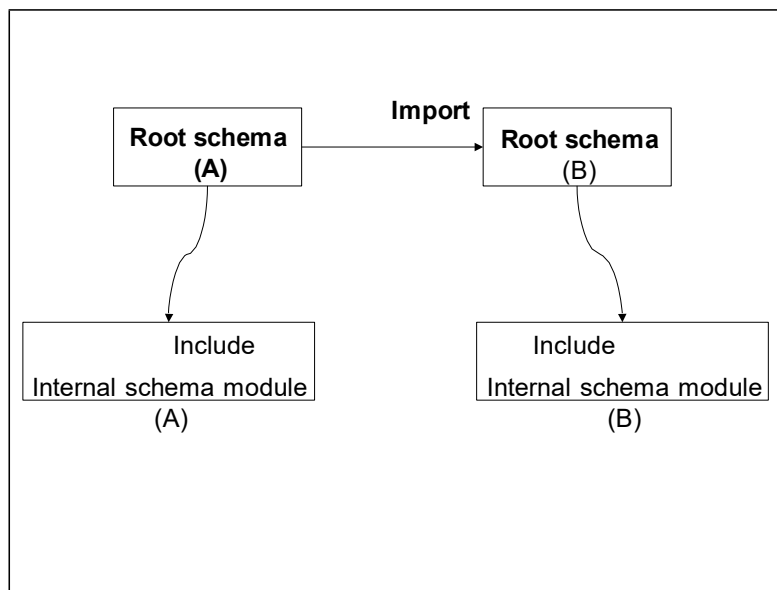 Import
Root schema
(A)
Root schema
(B)
Include
Internal schema module
(A)
Include
Internal schema module
(B)